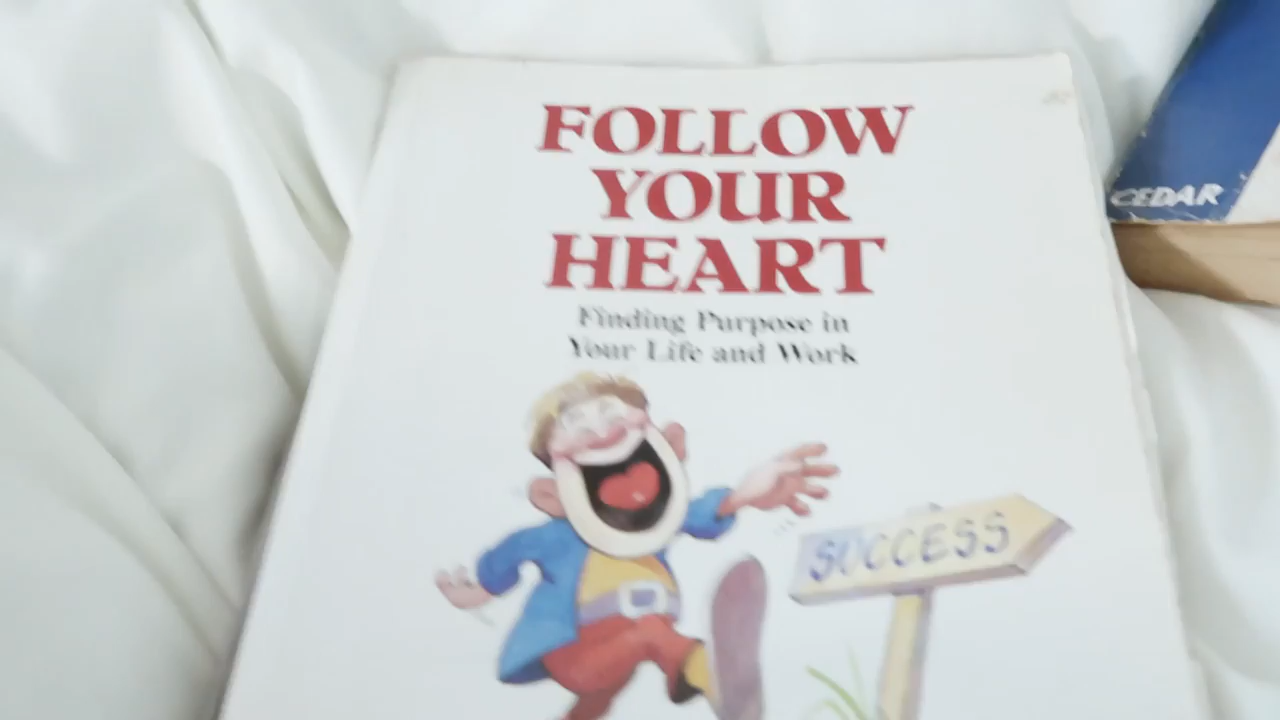 FOLLOW
YOUR
HEART
Finding Purpose in
Your Life and Work
SUCCESS
CEDAR